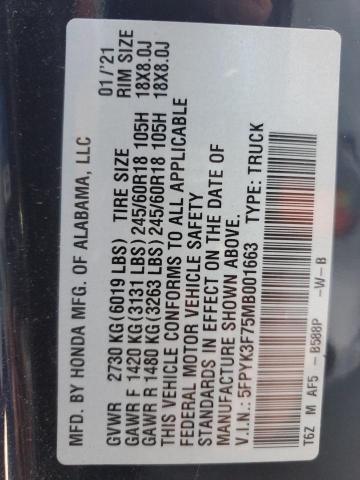 MFD. BY HONDA MFG. OF ALABAMA, LLC 01/'21
GVWR 2730 KG (6019 LBS) TIRE SIZE RIM SIZE
GAWR F 1420 KG (3131 LBS) 245/60R18 105H 18X8.0J
GAWR R 1480 KG (3263 LBS) 245/60R18 105H 18X8.0J
THIS VEHICLE CONFORMS TO ALL APPLICABLE
FEDERAL MOTOR VEHICLE SAFETY
STANDARDS IN EFFECT ON THE DATE OF
MANUFACTURE SHOWN ABOVE.
V.I.N.: 5FPYK3F75MB001663 TYPE: TRUCK
T6Z M AF5 B588P -W-B